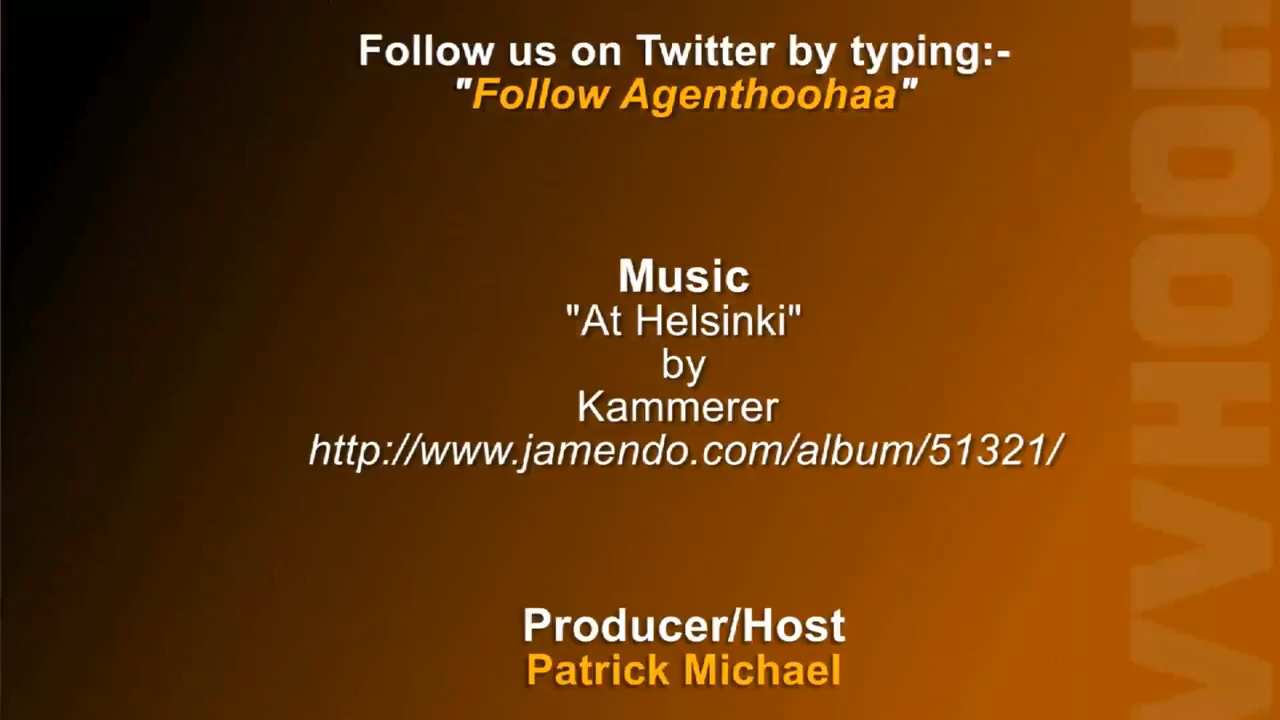 Follow us on Twitter by typing:-
"Follow Agenthoohaa"
Music
"At Helsinki"
by
Kammerer
http://www.jamendo.com/album/51321/
Producer/Host
Patrick Michael
WHOOH